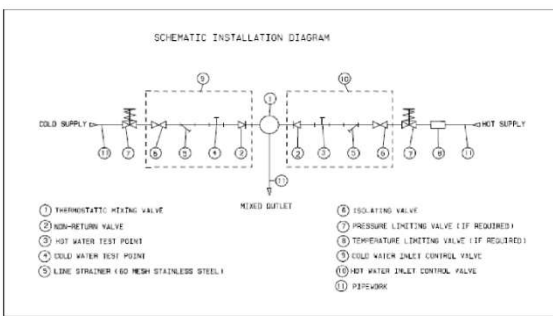 SCHEMATIC INSTALLATION DIAGRAM
9
10
1
COLD SUPPLY
HOT SUPPLY
11
7
6
5
4
2
2
3
5
6
7
8
11
11
MIXED OUTLET
1 THERMOSTATIC MIXING VALVE
2 NON-RETURN VALVE
3 HOT WATER TEST POINT
4 COLD WATER TEST POINT
5 LINE STRAINER (60 MESH STAINLESS STEEL)
6 ISOLATING VALVE
7 PRESSURE LIMITING VALVE (IF REQUIRED)
8 TEMPERATURE LIMITING VALVE (IF REQUIRED)
9 COLD WATER INLET CONTROL VALVE
10 HOT WATER INLET CONTROL VALVE
11 PIPEWORK